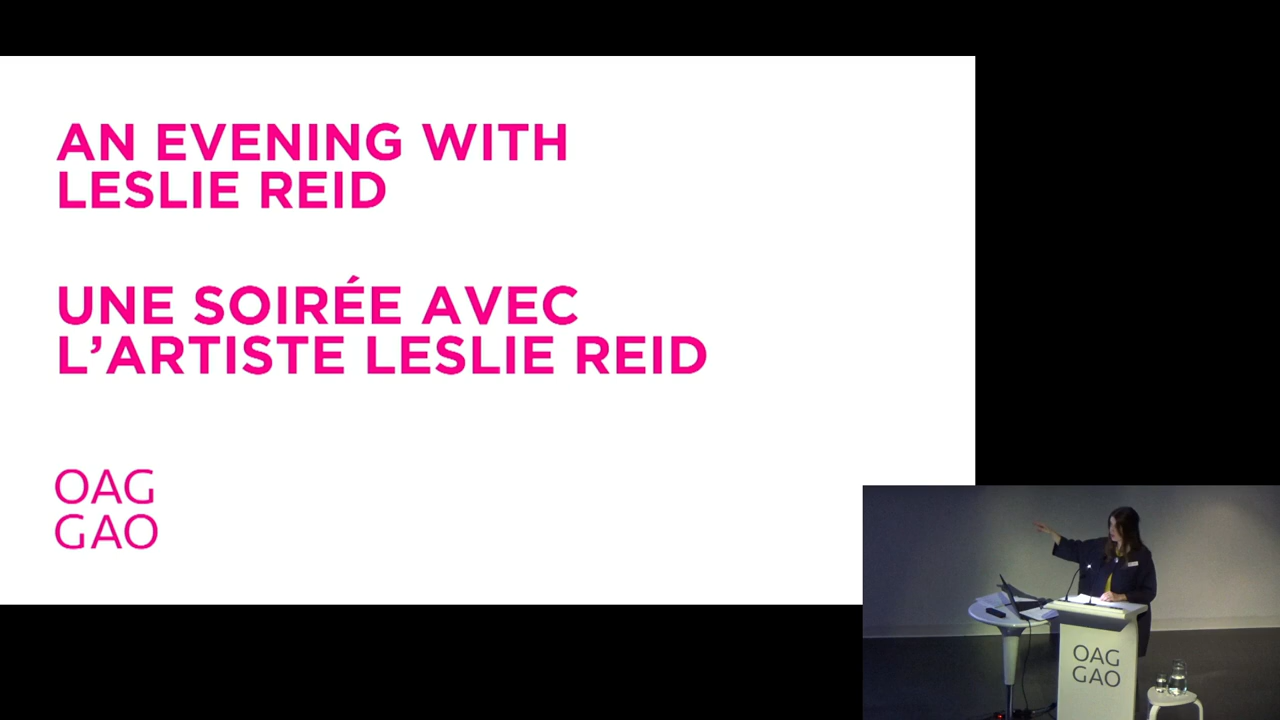 AN EVENING WITH
LESLIE REID
UNE SOIRÉE AVEC
L’ARTISTE LESLIE REID
OAG
GAO
OAG
GAO